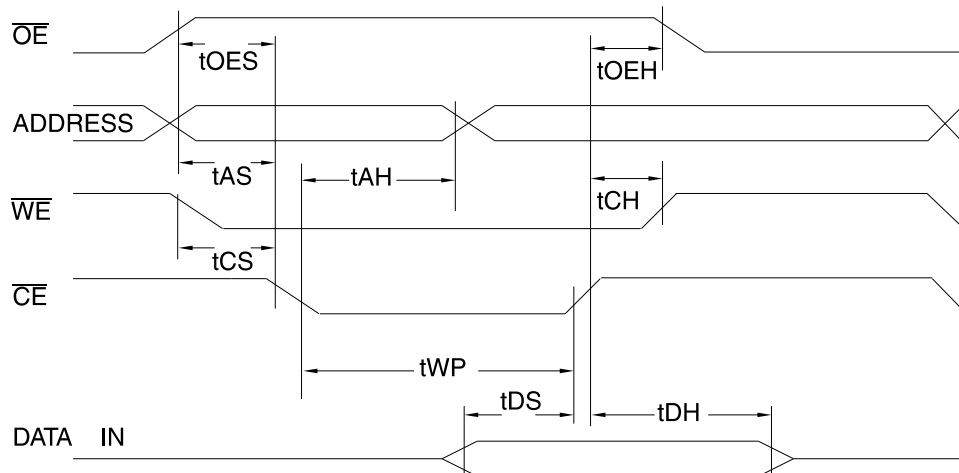 OE
tOES
tOEH
ADDRESS
tAS
tAH
tCH
WE
tCS
CE
tWP
tDS
tDH
DATA IN